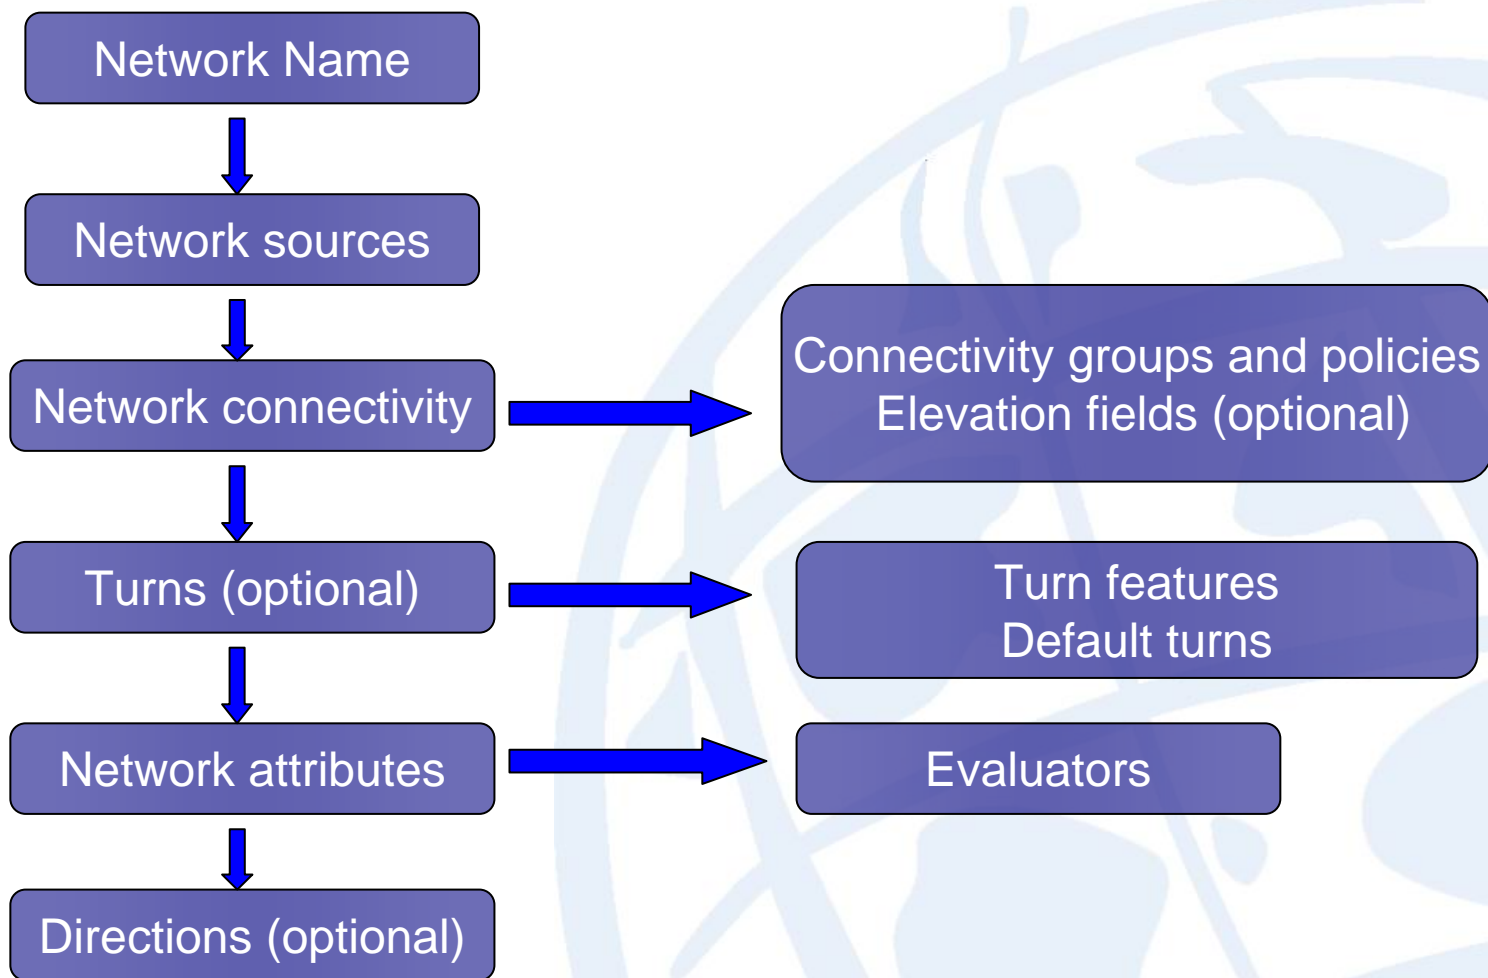 Network Name
Network sources
Network connectivity
Connectivity groups and policies
Elevation fields (optional)
Turns (optional)
Turn features
Default turns
Network attributes
Evaluators
Directions (optional)